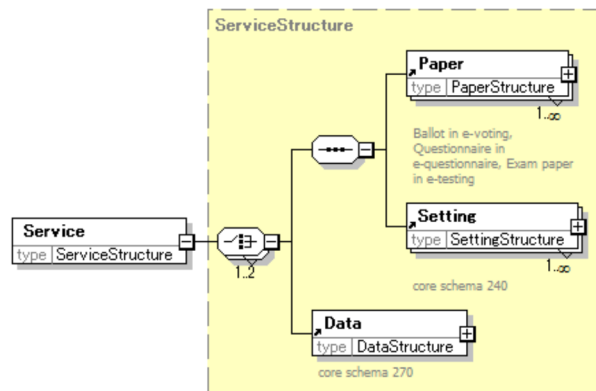 ServiceStructure
Paper
type PaperStructure
1..∞
Ballot in e-voting,
Questionnaire in
e-questionnaire, Exam paper
in e-testing
Service
type ServiceStructure
1..2
Setting
type SettingStructure
1..∞
core schema 240
Data
type DataStructure
core schema 270